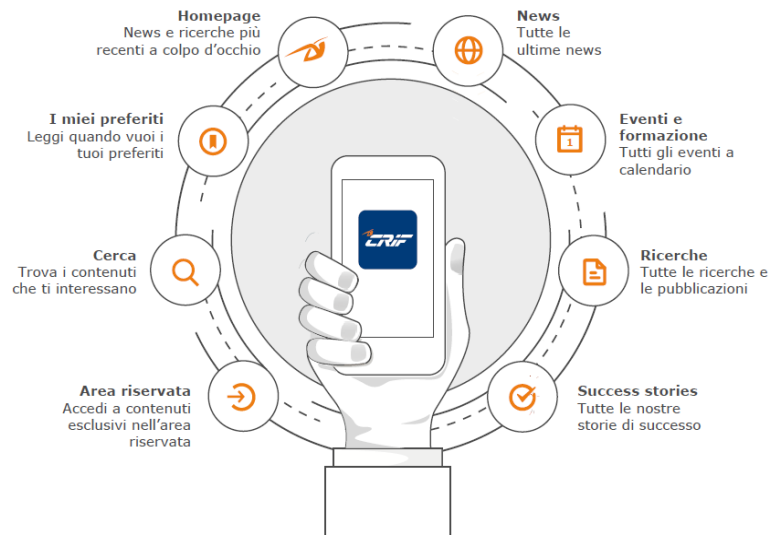 Homepage
News e ricerche più
recenti a colpo d'occhio
News
Tutte le
ultime news
I miei preferiti
Leggi quando vuoi i
tuoi preferiti
Eventi e
formazione
Tutti gli eventi a
calendario
1
CRIF
Cerca
Trova i contenuti
che ti interessano
Ricerche
Tutte le ricerche e
le pubblicazioni
Area riservata
Accedi a contenuti
esclusivi nell'area
riservata
Success stories
Tutte le nostre
storie di successo